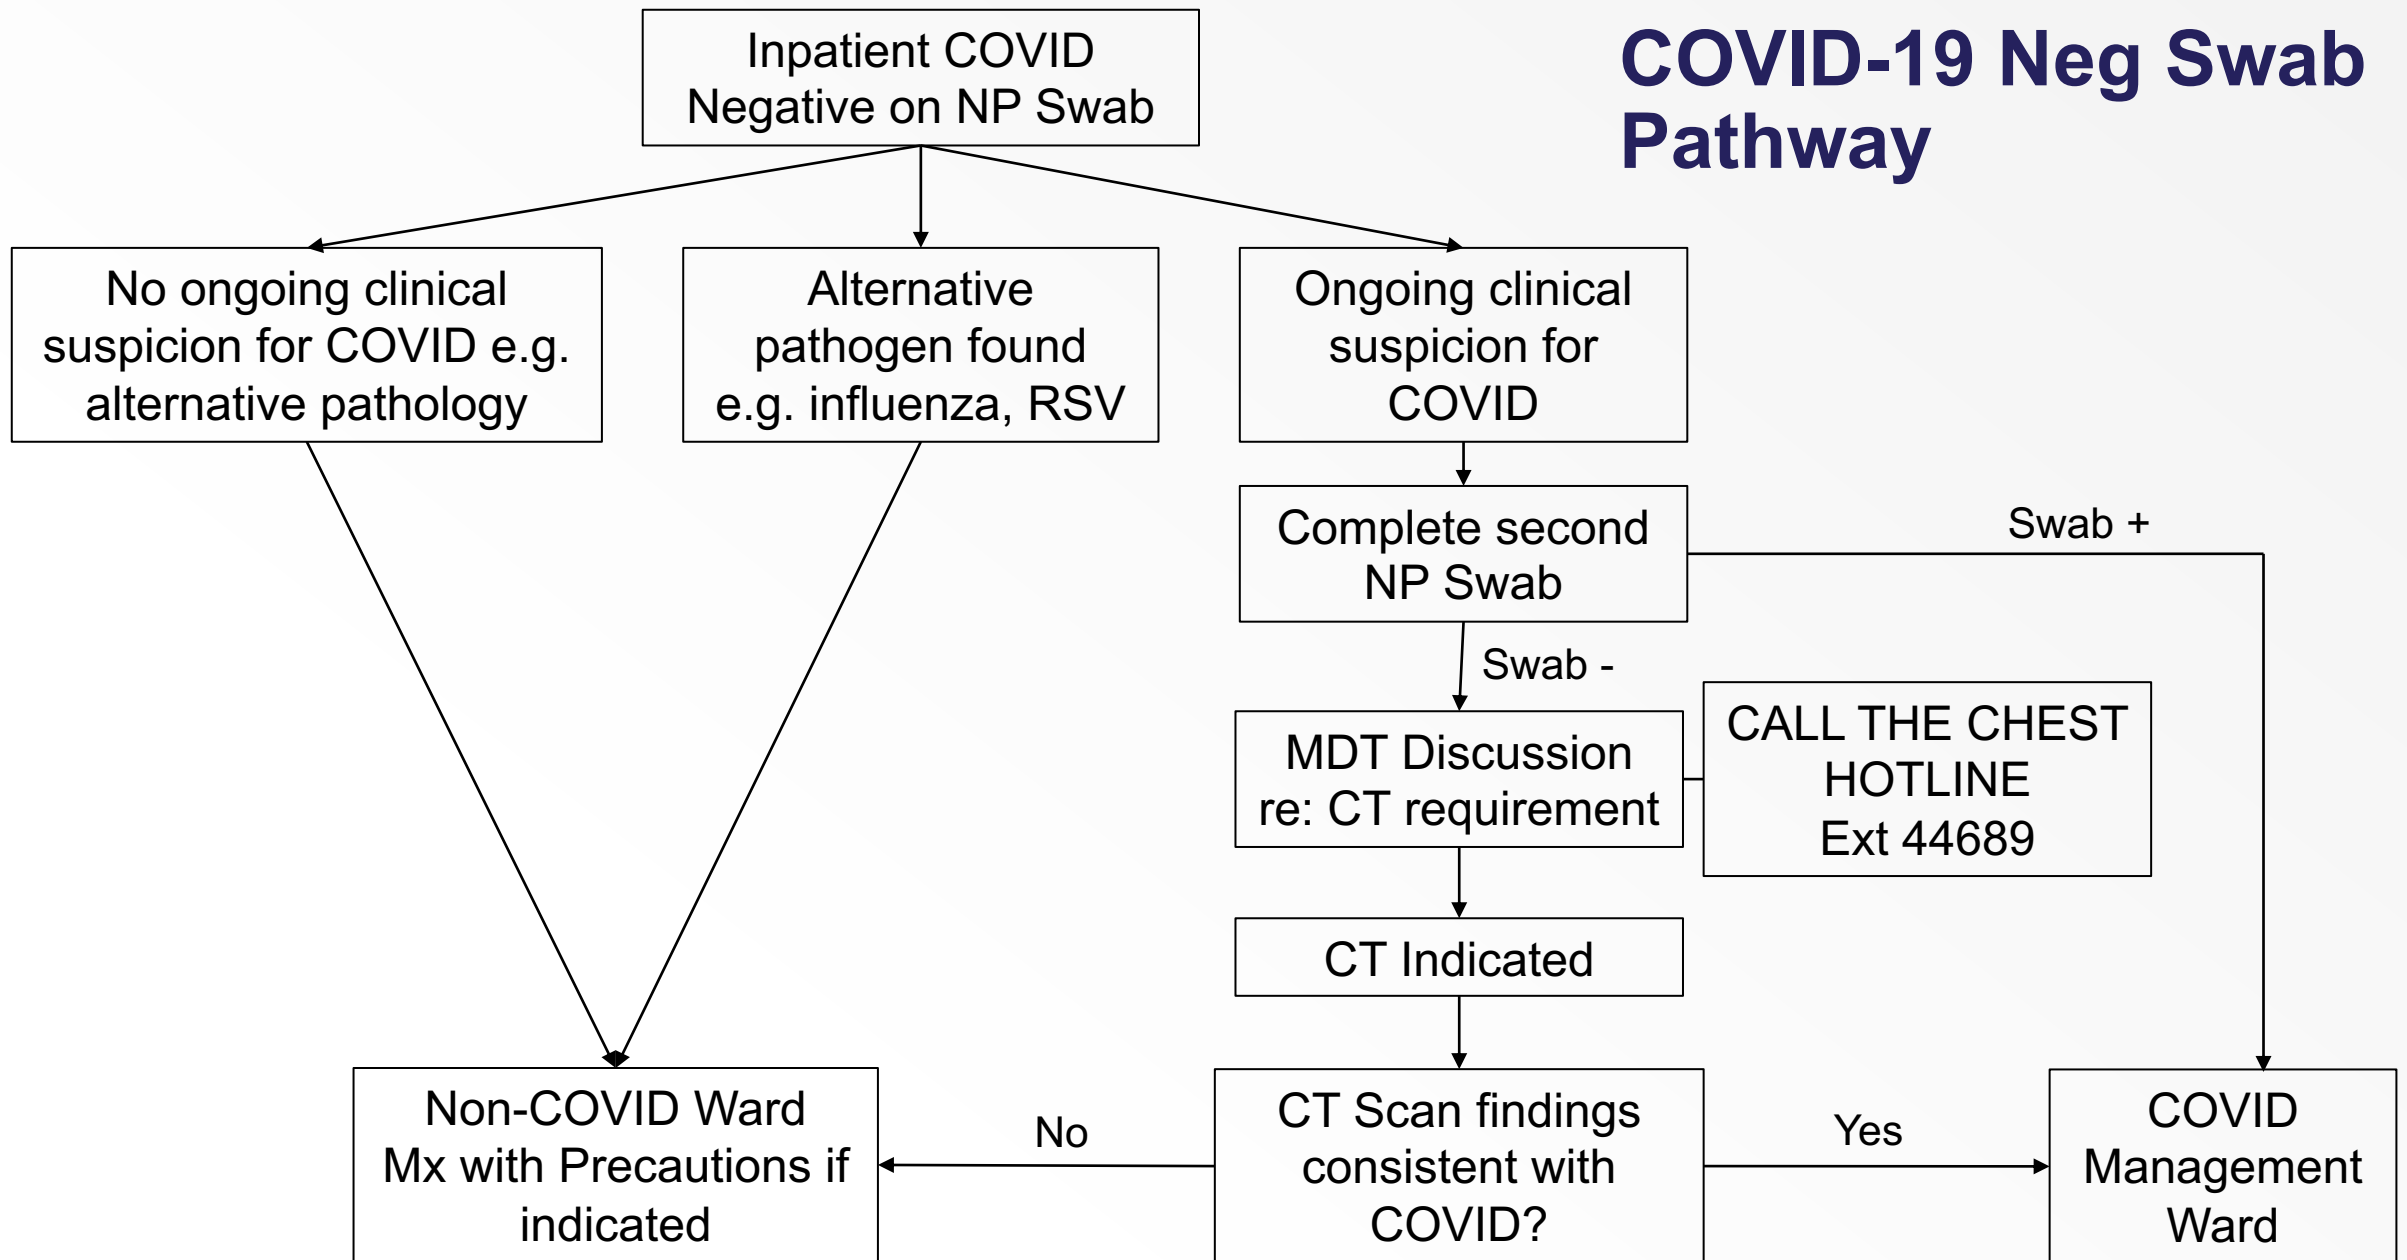 COVID-19 Neg Swab
Pathway
Inpatient COVID
Negative on NP Swab
No ongoing clinical
suspicion for COVID e.g.
alternative pathology
Alternative
pathogen found
e.g. influenza, RSV
Ongoing clinical
suspicion for
COVID
Complete second
NP Swab
Swab +
Swab -
MDT Discussion
re: CT requirement
CALL THE CHEST
HOTLINE
Ext 44689
CT Indicated
Non-COVID Ward
Mx with Precautions if
indicated
No
CT Scan findings
consistent with
COVID?
Yes
COVID
Management
Ward